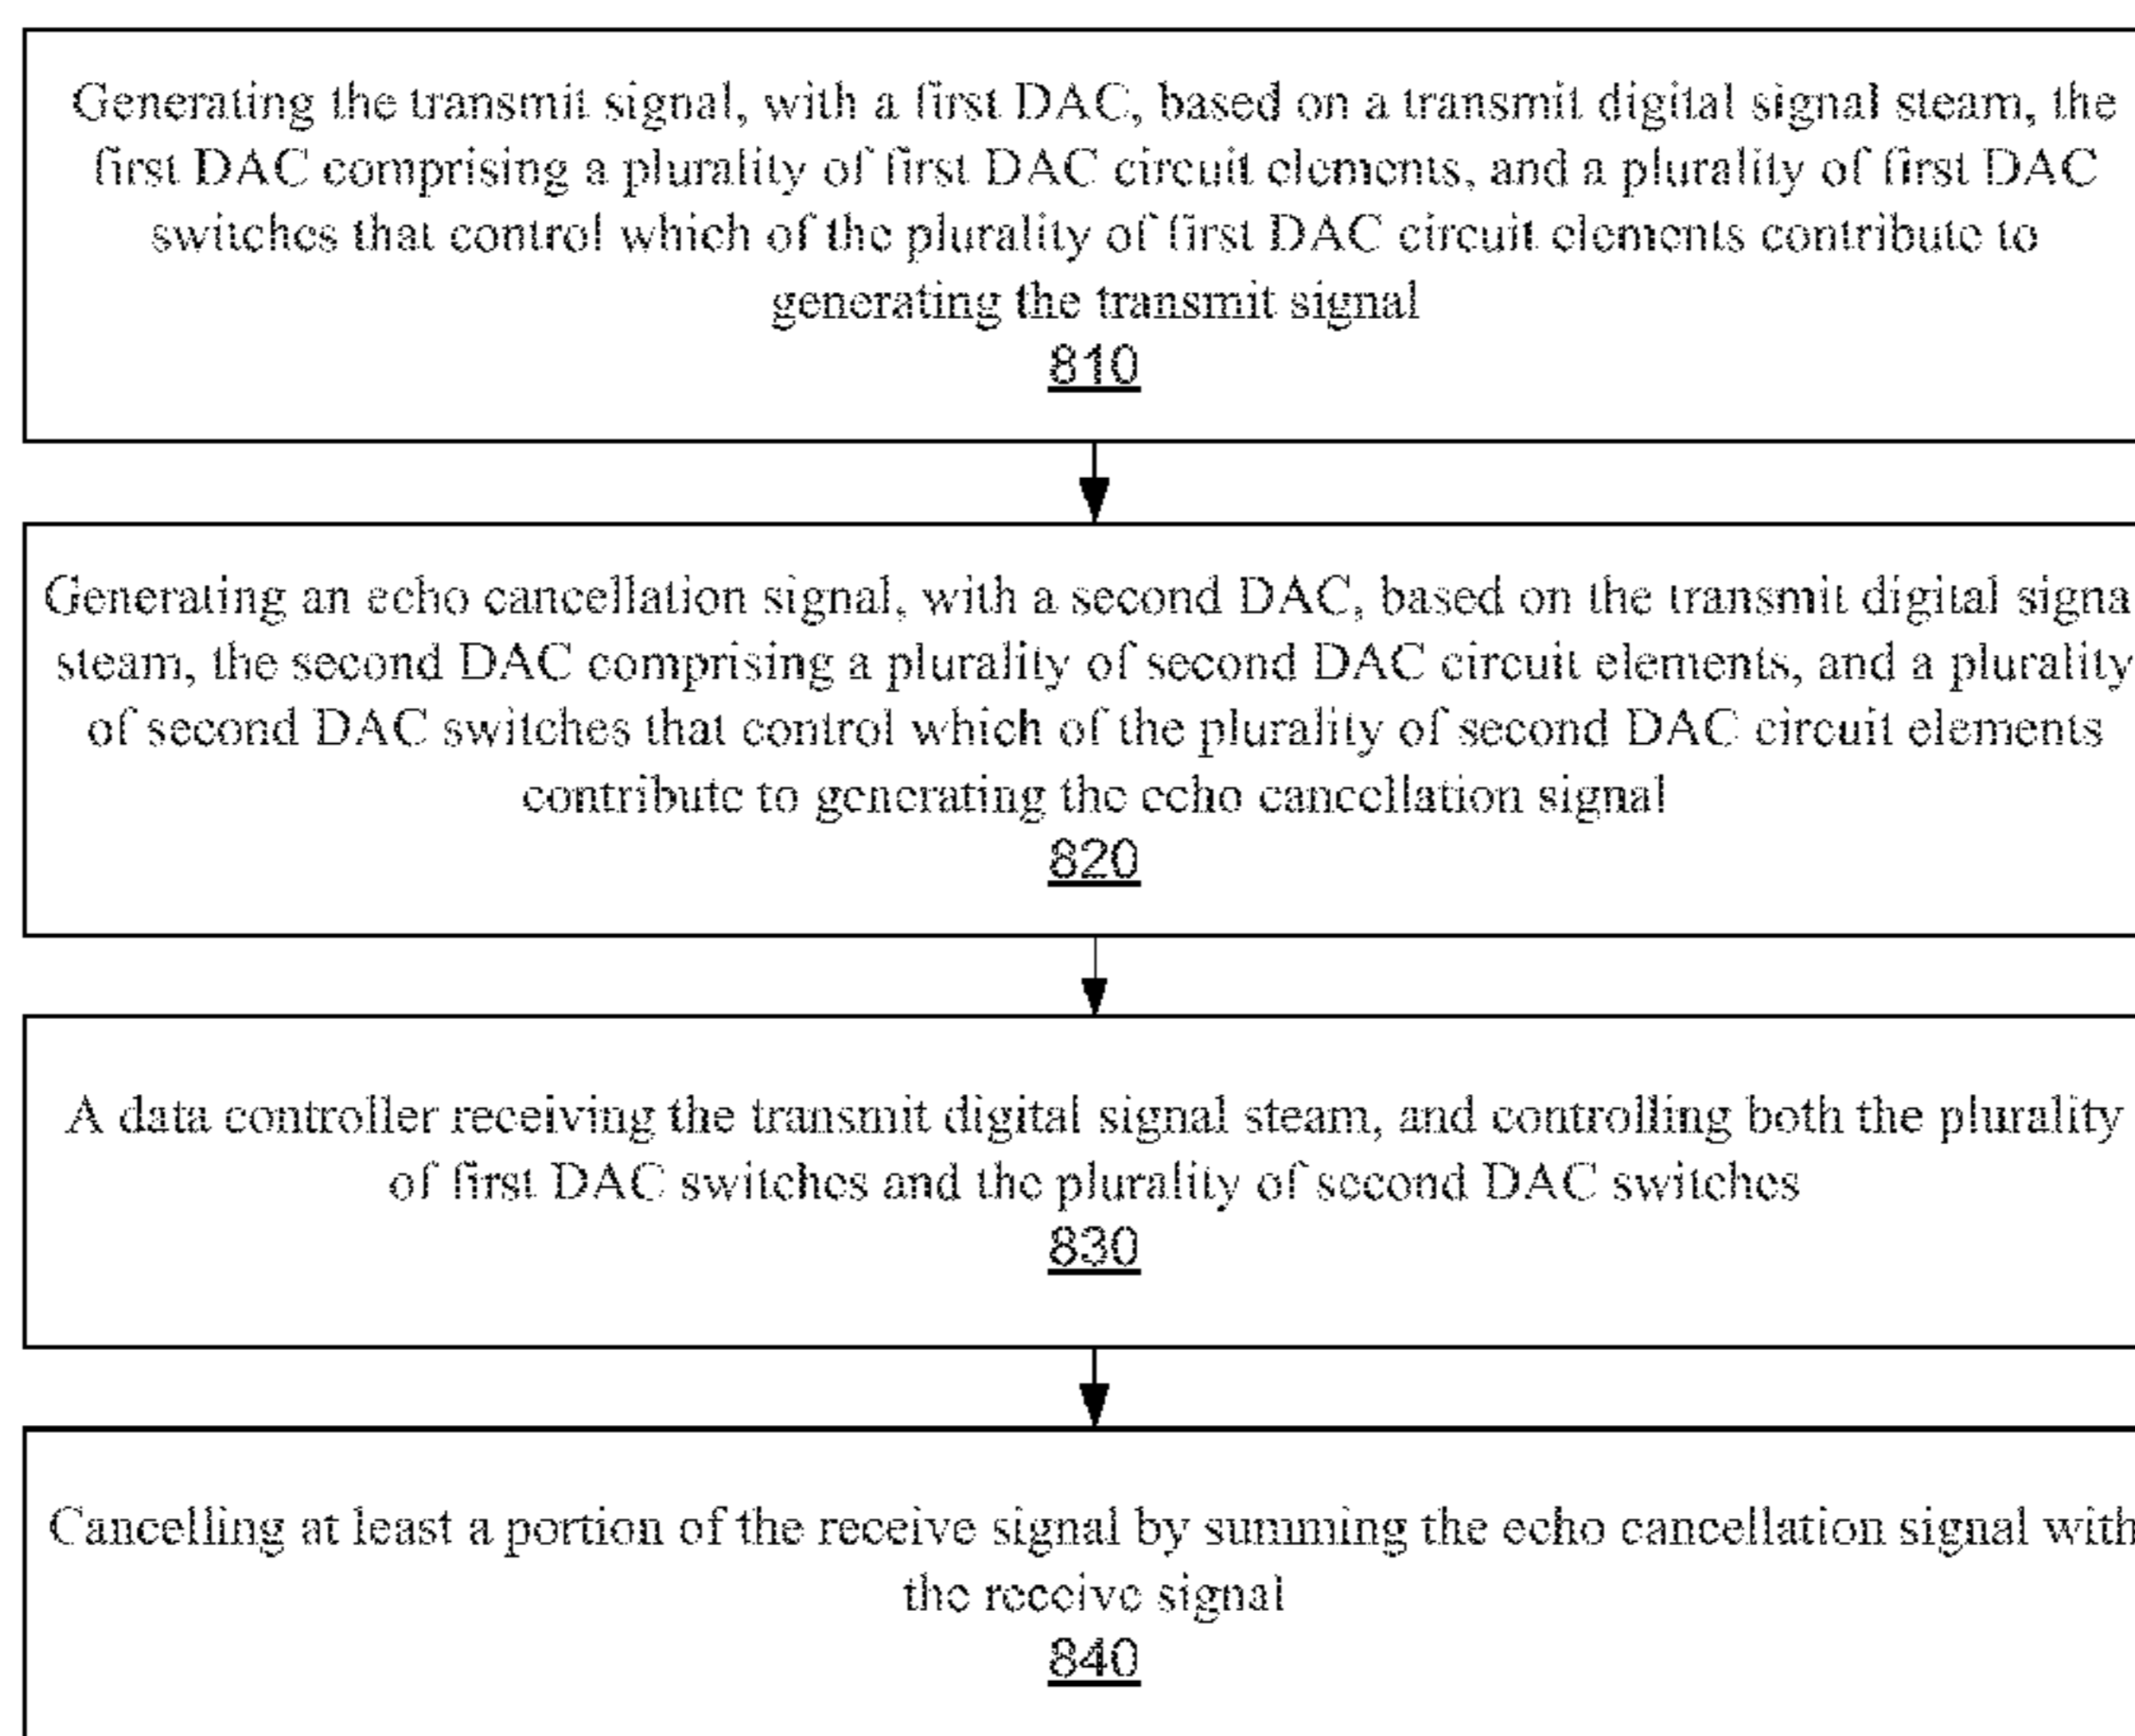 Generating the transmit signal, with a first DAC, based on a transmit digital signal steam, the
first DAC comprising a plurality of first DAC circuit elements, and a plurality of first DAC
switches that control which of the plurality of first DAC circuit elements contribute to
generating the transmit signal
810
Generating an echo cancellation signal, with a second DAC, based on the transmit digital signa
steam, the second DAC comprising a plurality of second DAC circuit elements, and a plurality
of second DAC switches that control which of the plurality of second DAC circuit elements
contribute to generating the echo cancellation signal
820
A data controller receiving the transmit digital signal steam, and controlling both the plurality
of first DAC switches and the plurality of second DAC switches
830
Cancelling at least a portion of the receive signal by summing the echo cancellation signal with
the receive signal
840